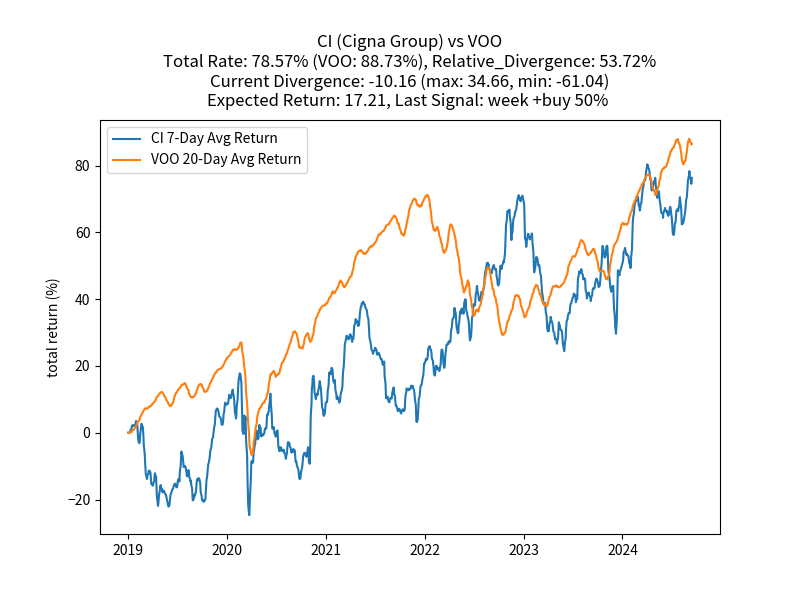 CI (Cigna Group) vs VOO
Total Rate: 78.57% (VOO: 88.73%), Relative_Divergence: 53.72%
Current Divergence: -10.16 (max: 34.66, min: -61.04)
Expected Return: 17.21, Last Signal: week +buy 50%
CI 7-Day Avg Return
VOO 20-Day Avg Return
total return (%)
80
60
40
20
0
−20
2019 2020 2021 2022 2023 2024